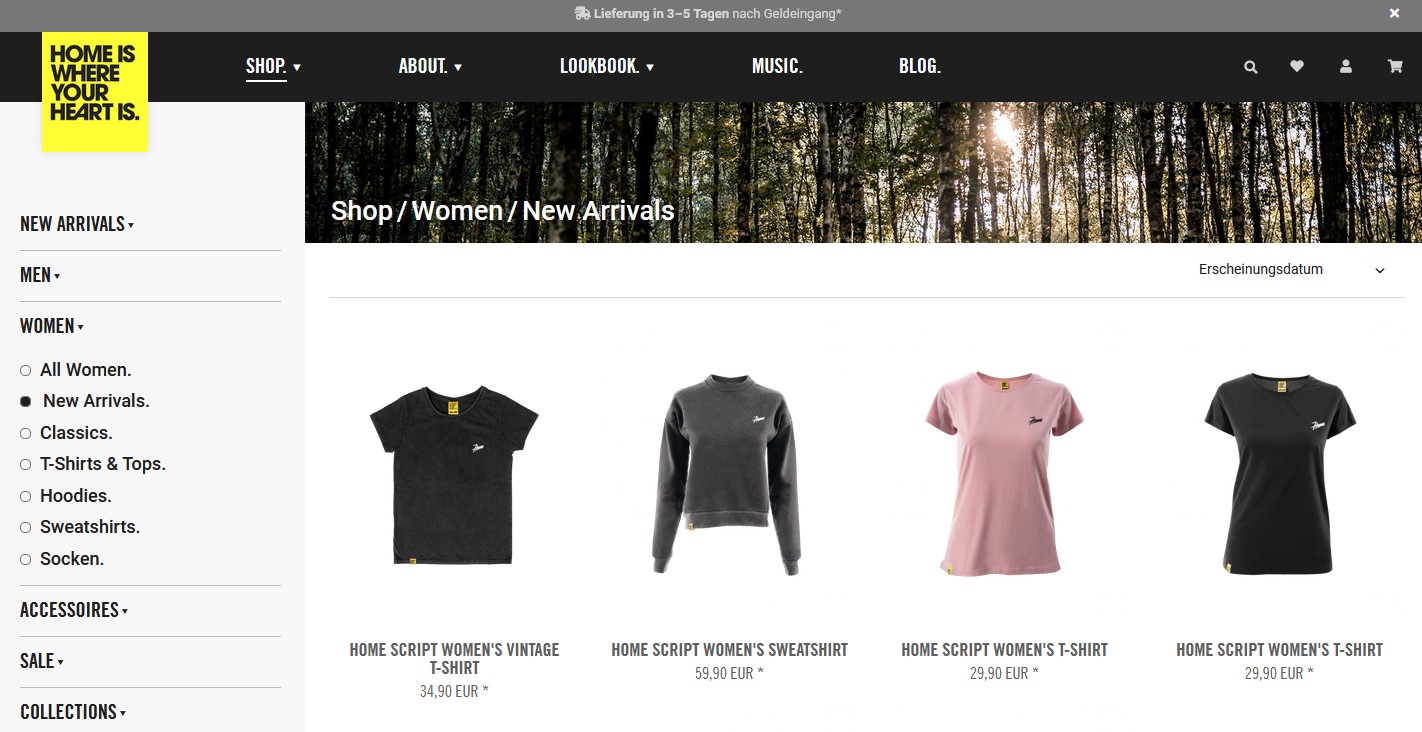 Lieferung in 3–5 Tagen nach Geldeingang*
HOME IS
WHERE
YOUR
HEART IS.
SHOP. ▾
ABOUT. ▾
LOOKBOOK. ▾
MUSIC.
BLOG.
Shop / Women / New Arrivals
NEW ARRIVALS ▾
MEN ▾
WOMEN ▾
All Women.
New Arrivals.
Classics.
T-Shirts & Tops.
Hoodies.
Sweatshirts.
Socken.
ACCESSOIRES ▾
SALE ▾
COLLECTIONS ▾
Erscheinungsdatum
HOME SCRIPT WOMEN'S VINTAGE
T-SHIRT
34,90 EUR *
HOME SCRIPT WOMEN'S SWEATSHIRT
59,90 EUR *
HOME SCRIPT WOMEN'S T-SHIRT
29,90 EUR *
HOME SCRIPT WOMEN'S T-SHIRT
29,90 EUR *